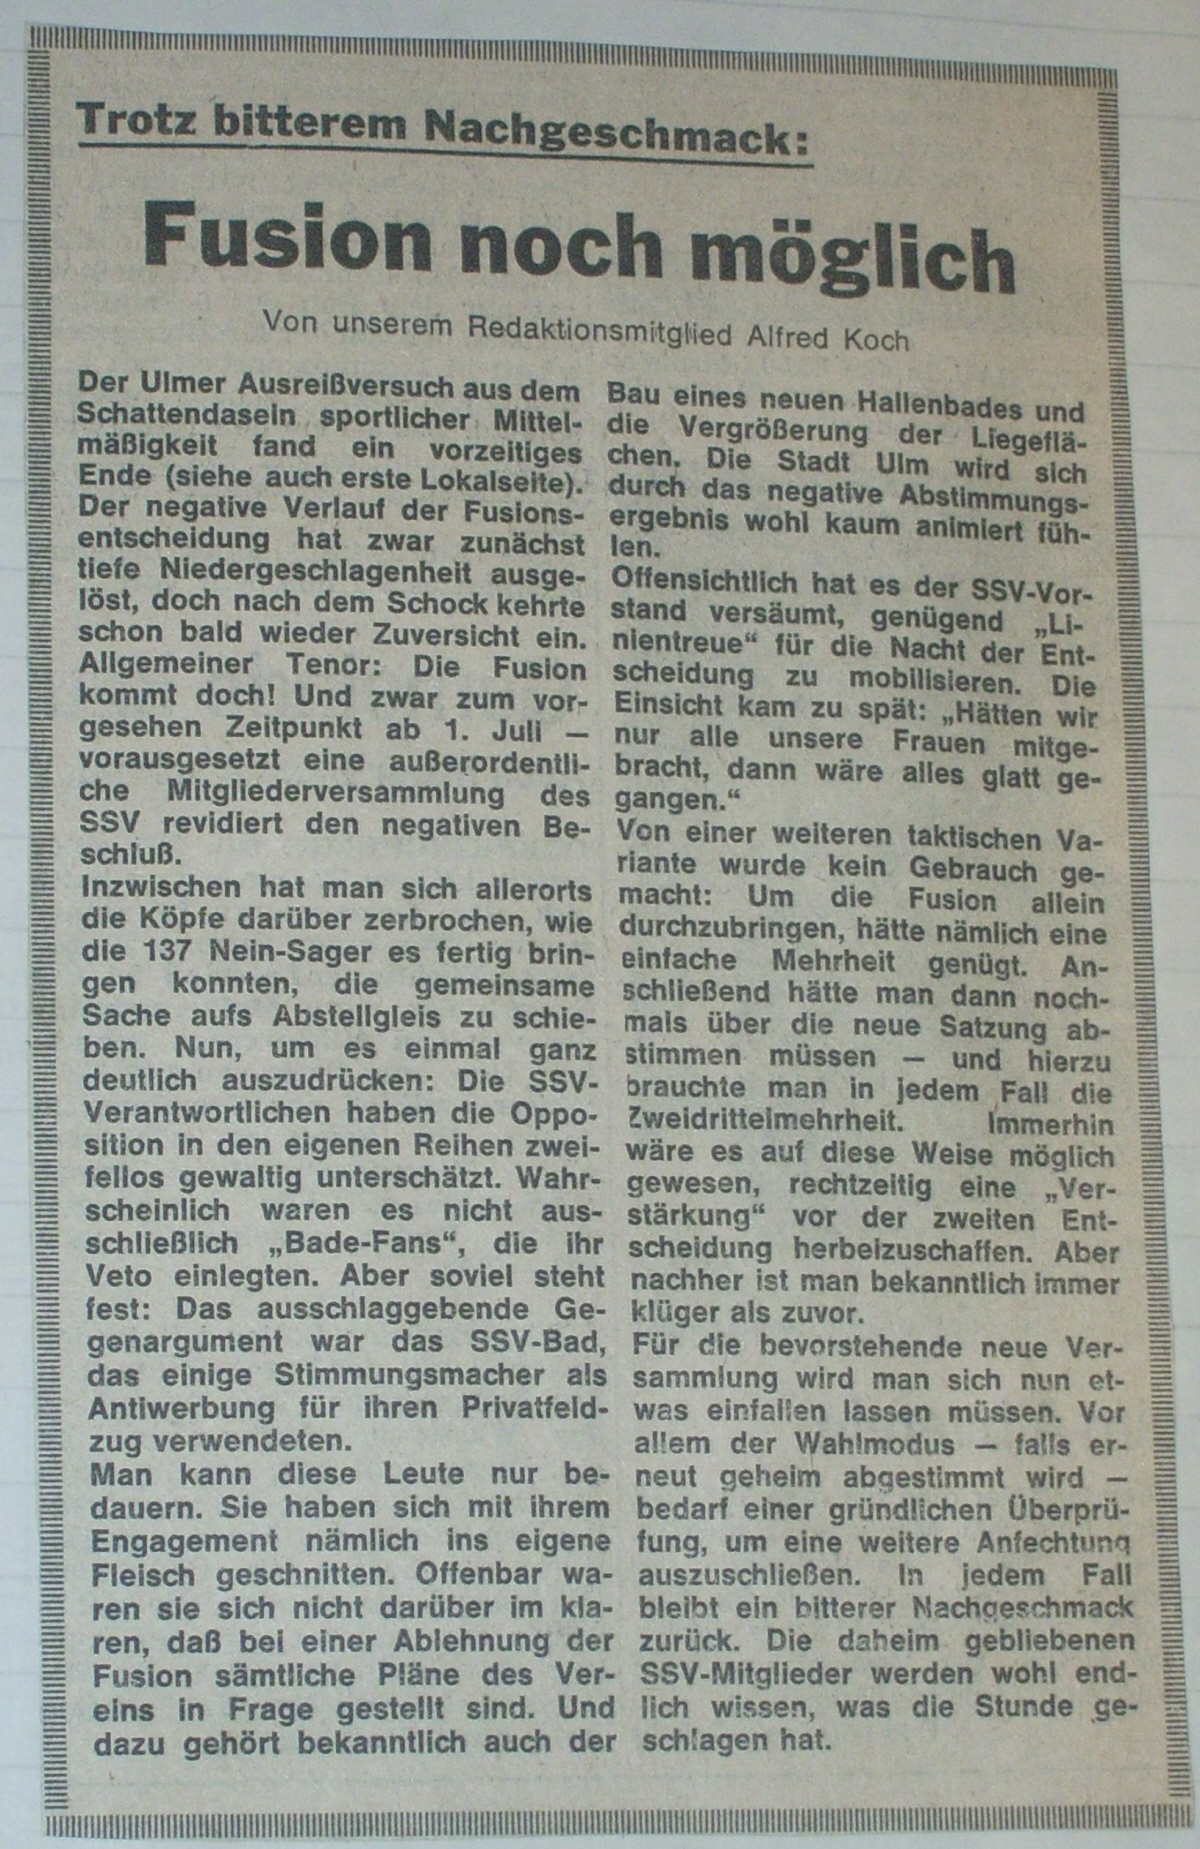 Trotz bitterem Nachgeschmack:
Fusion noch möglich
Von unserem Redaktionsmitglied Alfred Koch
Der Ulmer Ausreißversuch aus dem
Schattendasein sportlicher Mittel-
mäßigkeit fand ein vorzeitiges
Ende (siehe auch erste Lokalseite).
Der negative Verlauf der Fusions-
entscheidung hat zwar zunächst
tiefe Niedergeschlagenheit ausge-
löst, doch nach dem Schock kehrte
schon bald wieder Zuversicht ein.
Allgemeiner Tenor: Die Fusion
kommt doch! Und zwar zum vor-
gesehen Zeitpunkt ab 1. Juli —
vorausgesetzt eine außerordentli-
che Mitgliederversammlung des
SSV revidiert den negativen Be-
schluß.
Inzwischen hat man sich allerorts
die Köpfe darüber zerbrochen, wie
die 137 Nein-Sager es fertig brin-
gen konnten, die gemeinsame
Sache aufs Abstellgleis zu schie-
ben. Nun, um es einmal ganz
deutlich auszudrücken: Die SSV-
Verantwortlichen haben die Oppo-
sition in den eigenen Reihen zwei-
fellos gewaltig unterschätzt. Wahr-
scheinlich waren es nicht aus-
schließlich „Bade-Fans“, die ihr
Veto einlegten. Aber soviel steht
fest: Das ausschlaggebende Ge-
genargument war das SSV-Bad,
das einige Stimmungsmacher als
Antiwerbung für ihren Privatfeld-
zug verwendeten.
Man kann diese Leute nur be-
dauern. Sie haben sich mit ihrem
Engagement nämlich ins eigene
Fleisch geschnitten. Offenbar wa-
ren sie sich nicht darüber im kla-
ren, daß bei einer Ablehnung der
Fusion sämtliche Pläne des Ver-
eins in Frage gestellt sind. Und
dazu gehört bekanntlich auch der
Bau eines neuen Hallenbades und
die Vergrößerung der Liegeflä-
chen. Die Stadt Ulm wird sich
durch das negative Abstimmungs-
ergebnis wohl kaum animiert füh-
len.
Offensichtlich hat es der SSV-Vor-
stand versäumt, genügend „Li-
nientreue“ für die Nacht der Ent-
scheidung zu mobilisieren. Die
Einsicht kam zu spät: „Hätten wir
nur alle unsere Frauen mitge-
bracht, dann wäre alles glatt ge-
gangen.“
Von einer weiteren taktischen Va-
riante wurde kein Gebrauch ge-
macht: Um die Fusion allein
durchzubringen, hätte nämlich eine
einfache Mehrheit genügt. An-
schließend hätte man dann noch-
mals über die neue Satzung ab-
stimmen müssen — und hierzu
brauchte man in jedem Fall die
Zweidrittelmehrheit. Immerhin
wäre es auf diese Weise möglich
gewesen, rechtzeitig eine „Ver-
stärkung“ vor der zweiten Ent-
scheidung herbeizuschaffen. Aber
nachher ist man bekanntlich immer
klüger als zuvor.
Für die bevorstehende neue Ver-
sammlung wird man sich nun et-
was einfallen lassen müssen. Vor
allem der Wahlmodus — falls er-
neut geheim abgestimmt wird —
bedarf einer gründlichen Überprü-
fung, um eine weitere Anfechtung
auszuschließen. In jedem Fall
bleibt ein bitterer Nachgeschmack
zurück. Die daheim gebliebenen
SSV-Mitglieder werden wohl end-
lich wissen, was die Stunde ge-
schlagen hat.